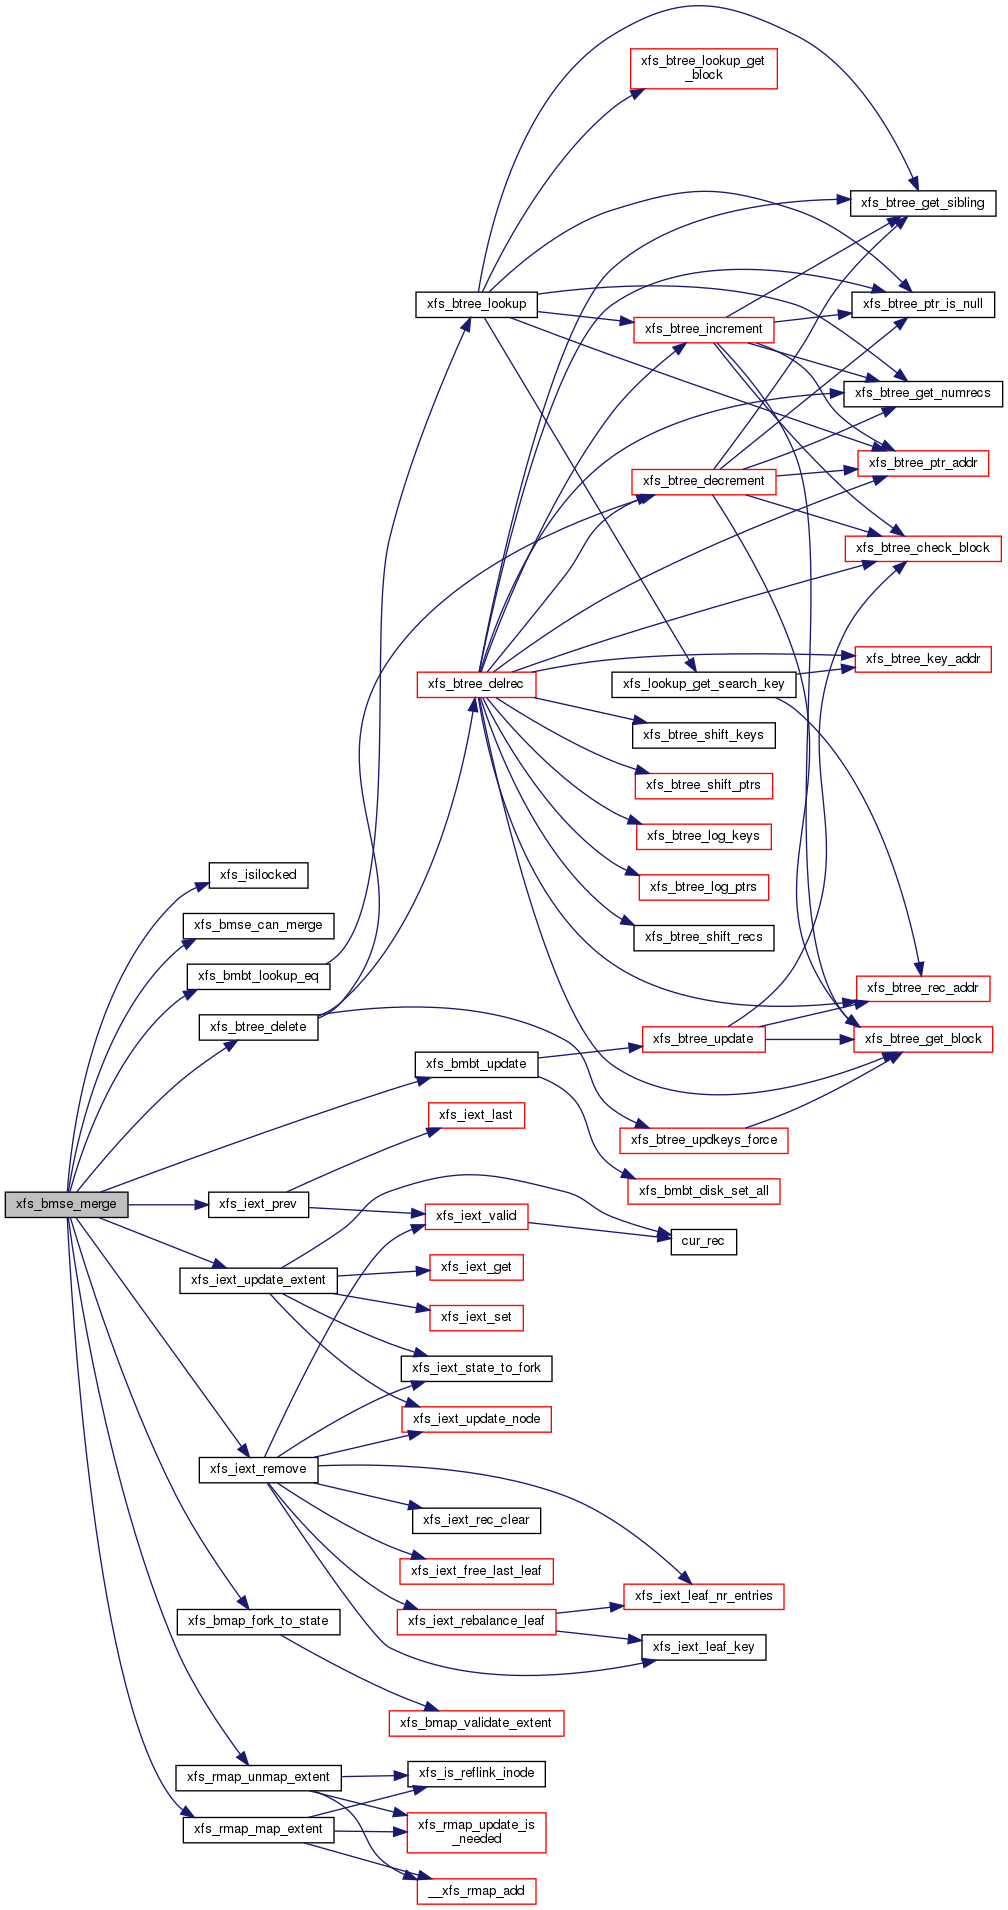 xfs_btree_lookup_get
_block
xfs_btree_get_sibling
xfs_btree_lookup
xfs_btree_ptr_is_null
xfs_btree_increment
xfs_btree_get_numrecs
xfs_btree_ptr_addr
xfs_btree_decrement
xfs_btree_check_block
xfs_btree_key_addr
xfs_btree_delrec
xfs_lookup_get_search_key
xfs_btree_shift_keys
xfs_btree_shift_ptrs
xfs_btree_log_keys
xfs_isilocked
xfs_btree_log_ptrs
xfs_bmse_can_merge
xfs_btree_shift_recs
xfs_bmbt_lookup_eq
xfs_btree_rec_addr
xfs_btree_delete
xfs_btree_update
xfs_btree_get_block
xfs_bmbt_update
xfs_iext_last
xfs_btree_updkeys_force
xfs_bmbt_disk_set_all
xfs_bmse_merge
xfs_iext_prev
xfs_iext_valid
cur_rec
xfs_iext_get
xfs_iext_update_extent
xfs_iext_set
xfs_iext_state_to_fork
xfs_iext_update_node
xfs_iext_remove
xfs_iext_rec_clear
xfs_iext_free_last_leaf
xfs_iext_leaf_nr_entries
xfs_bmap_fork_to_state
xfs_iext_rebalance_leaf
xfs_iext_leaf_key
xfs_bmap_validate_extent
xfs_rmap_unmap_extent
xfs_is_reflink_inode
xfs_rmap_map_extent
xfs_rmap_update_is
_needed
__xfs_rmap_add